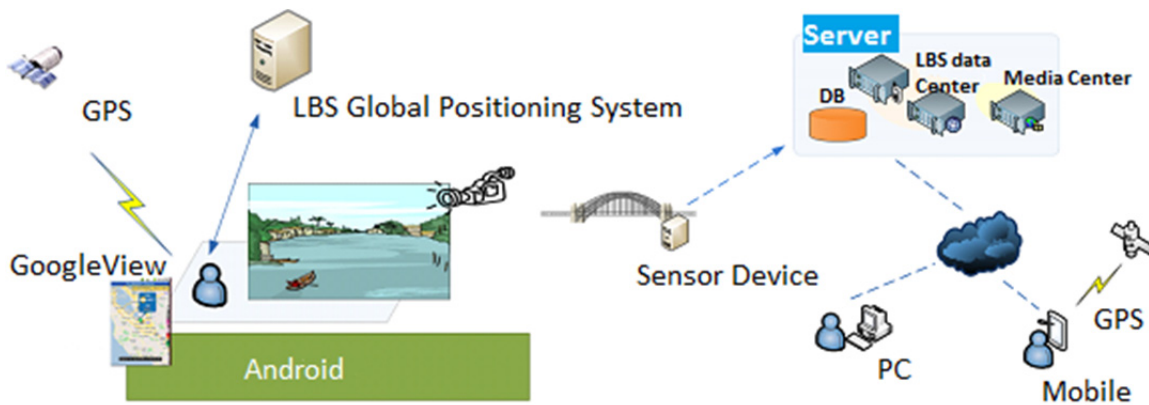 GPS
LBS Global Positioning System
GoogleView
Android
Server
LBS data
Center
Media Center
DB
Sensor Device
PC
GPS
Mobile